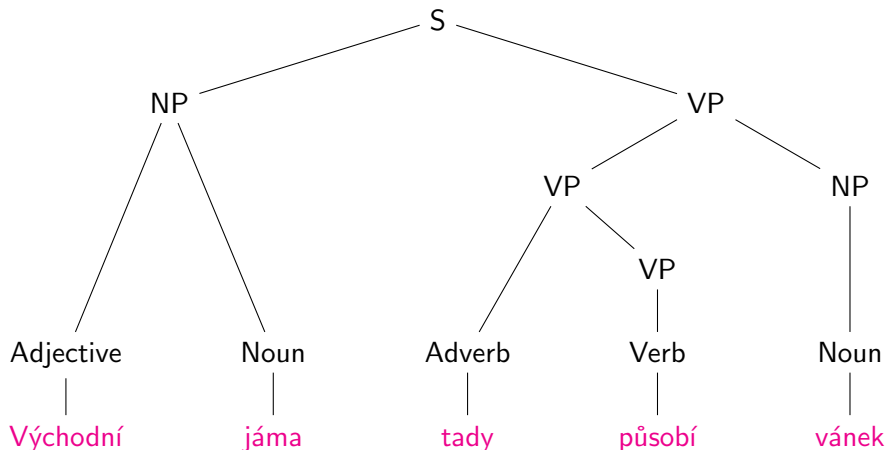 S
NP VP
VP NP
VP
Adjective Noun Adverb Verb Noun
Východní jáma tady působí vánek